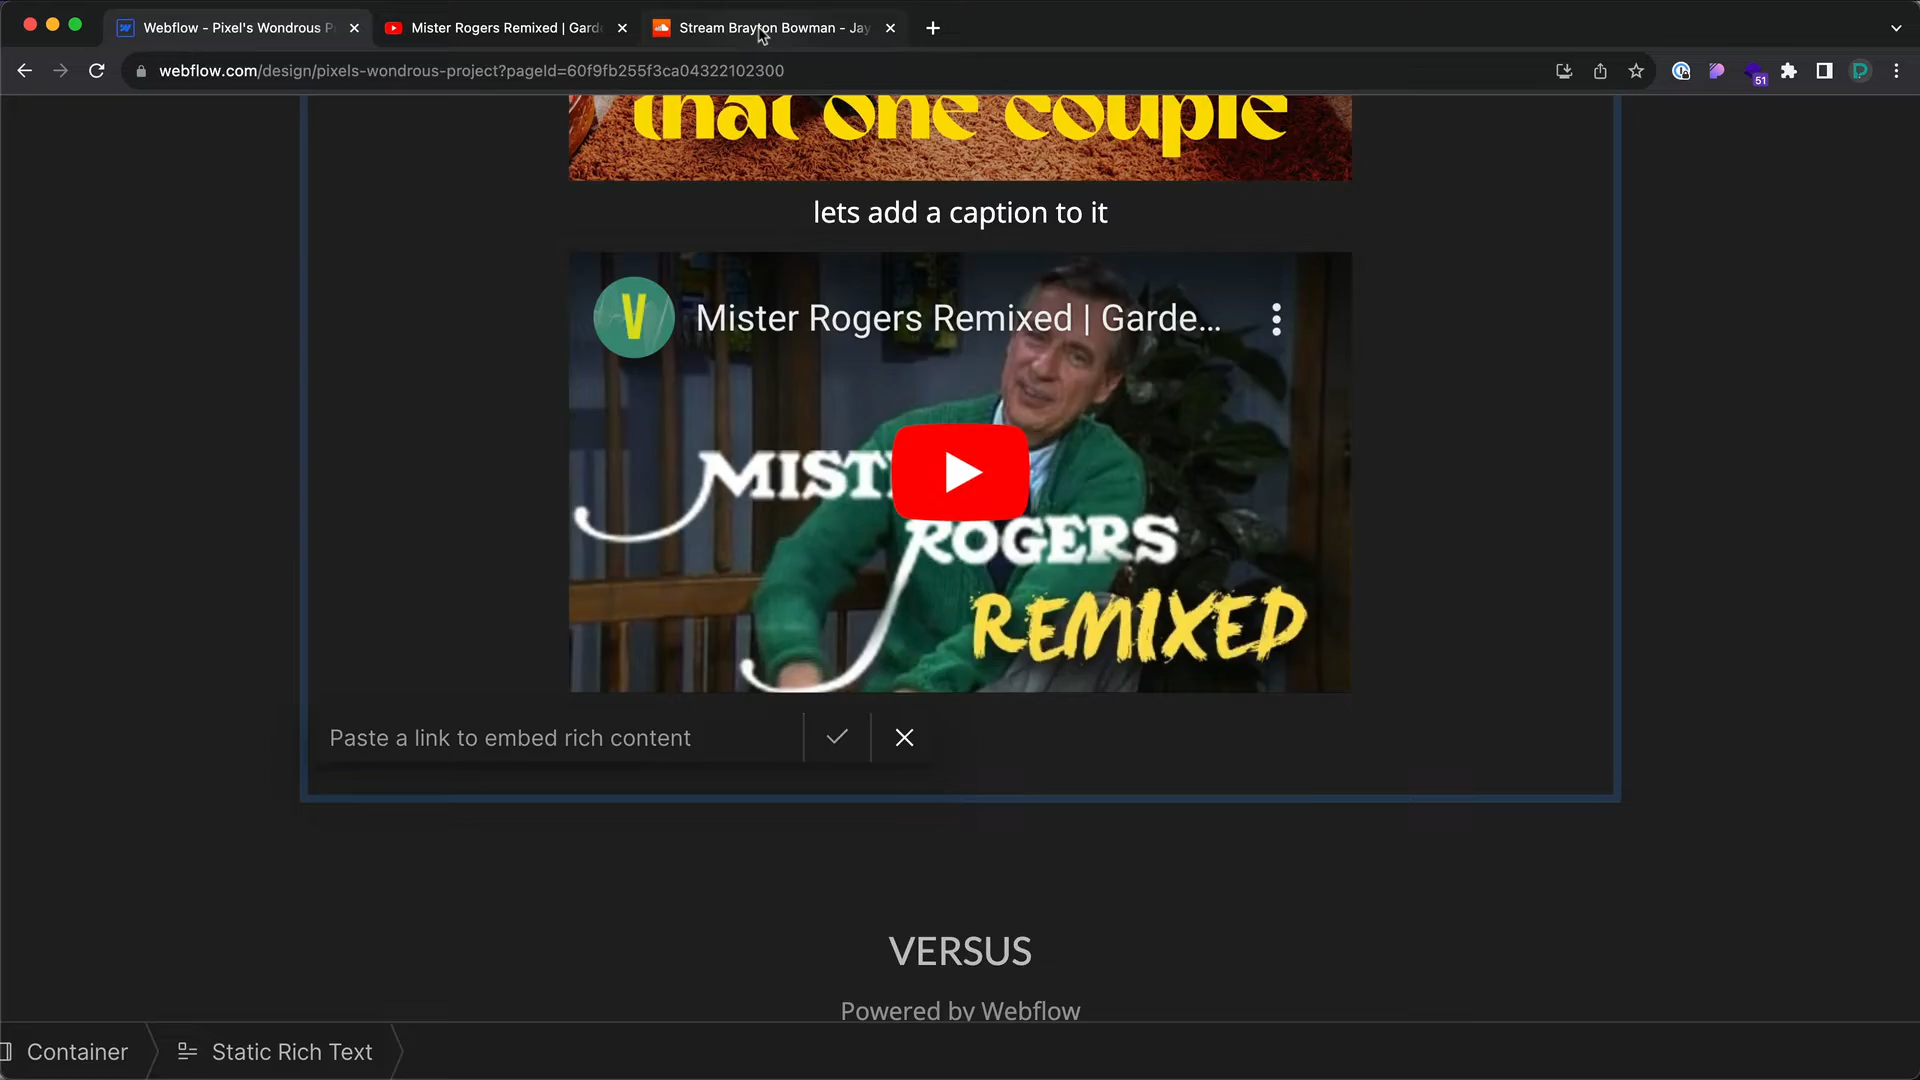 Webflow - Pixel's Wondrous P
Mister Rogers Remixed | Garde
Stream Brayton Bowman - Jay
webflow.com/design/pixels-wondrous-project?pageId=60f9fb255f3ca04322102300
51
that one couple
lets add a caption to it
V
Mister Rogers Remixed | Garde...
MIST
ROGERS
REMIXED
Paste a link to embed rich content
VERSUS
Powered by Webflow
Container
Static Rich Text